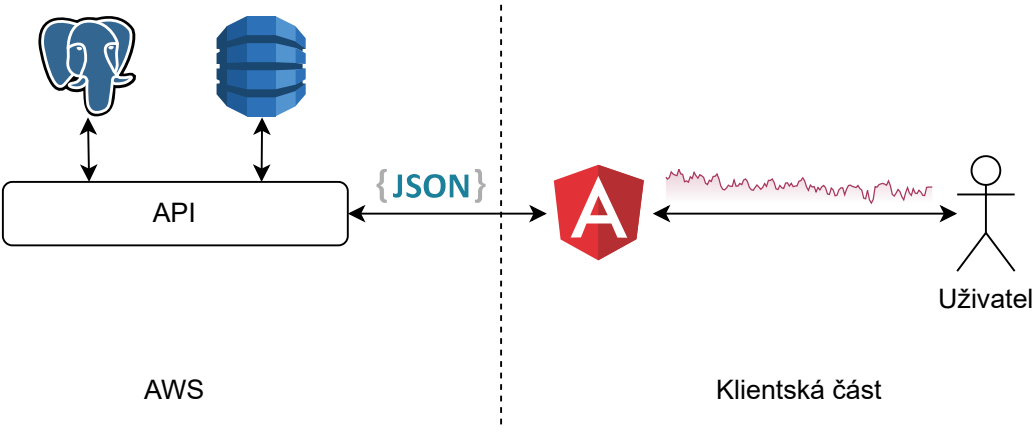 {JSON}
API
A
Uživatel
AWS
Klientská část